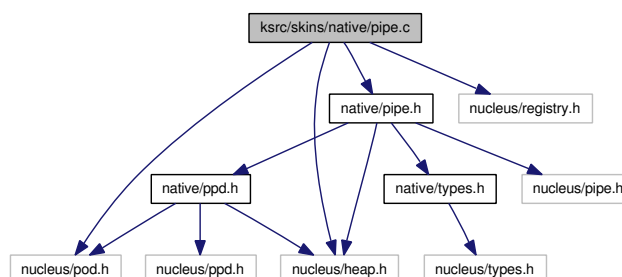 ksrc/skins/native/pipe.c
native/pipe.h
nucleus/registry.h
native/ppd.h
native/types.h
nucleus/pipe.h
nucleus/pod.h
nucleus/ppd.h
nucleus/heap.h
nucleus/types.h